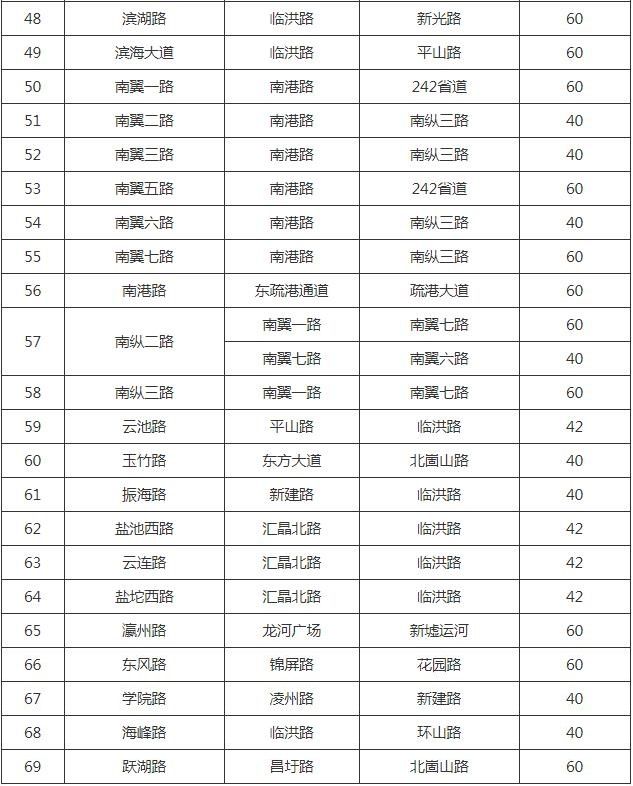 48 滨湖路 临洪路 新光路 60
49 滨海大道 临洪路 平山路 60
50 南翼一路 南港路 242省道 60
51 南翼二路 南港路 南纵三路 40
52 南翼三路 南港路 南纵三路 40
53 南翼五路 南港路 242省道 60
54 南翼六路 南港路 南纵三路 40
55 南翼七路 南港路 南纵三路 60
56 南港路 东疏港通道 疏港大道 60
57 南纵二路 南翼一路 南翼七路 60
南翼七路 南翼六路 40
58 南纵三路 南翼一路 南翼七路 60
59 云池路 平山路 临洪路 42
60 玉竹路 东方大道 北崮山路 40
61 振海路 新建路 临洪路 40
62 盐池西路 汇晶北路 临洪路 42
63 云连路 汇晶北路 临洪路 42
64 盐坨西路 汇晶北路 临洪路 42
65 瀛州路 龙河广场 新墟运河 60
66 东风路 锦屏路 花园路 60
67 学院路 凌州路 新建路 40
68 海峰路 临洪路 环山路 40
69 跃湖路 昌圩路 北崮山路 60